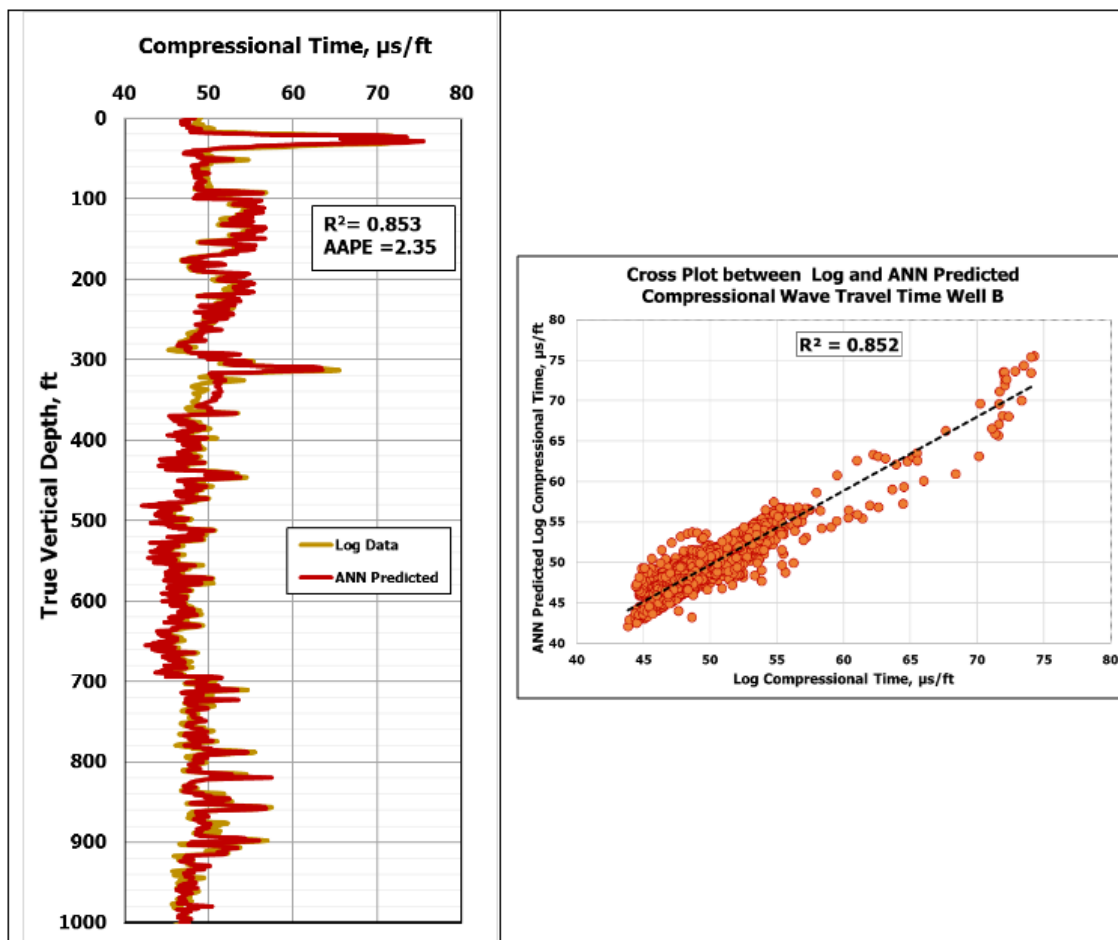 Compressional Time, µs/ft
40 50 60 70 80
0
100
200
300
400
500
600
700
800
900
1000
True Vertical Depth, ft
R²= 0.853
AAPE =2.35
Log Data
ANN Predicted
Cross Plot between Log and ANN Predicted
Compressional Wave Travel Time Well B
R² = 0.852
ANN Predicted Log Compressional Time, µs/ft
80
75
70
65
60
55
50
45
40
40 45 50 55 60 65 70 75 80
Log Compressional Time, µs/ft